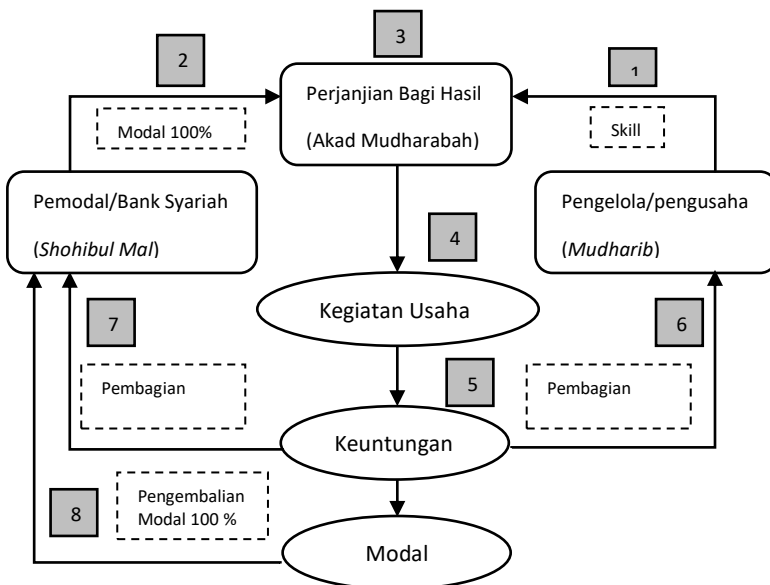 3
2
1
Perjanjian Bagi Hasil
(Akad Mudharabah)
Modal 100%
Skill
Pemodal/Bank Syariah
(Shohibul Mal)
Pengelola/pengusaha
(Mudharib)
4
Kegiatan Usaha
7
6
5
Pembagian
Pembagian
Keuntungan
8
Pengembalian
Modal 100 %
Modal